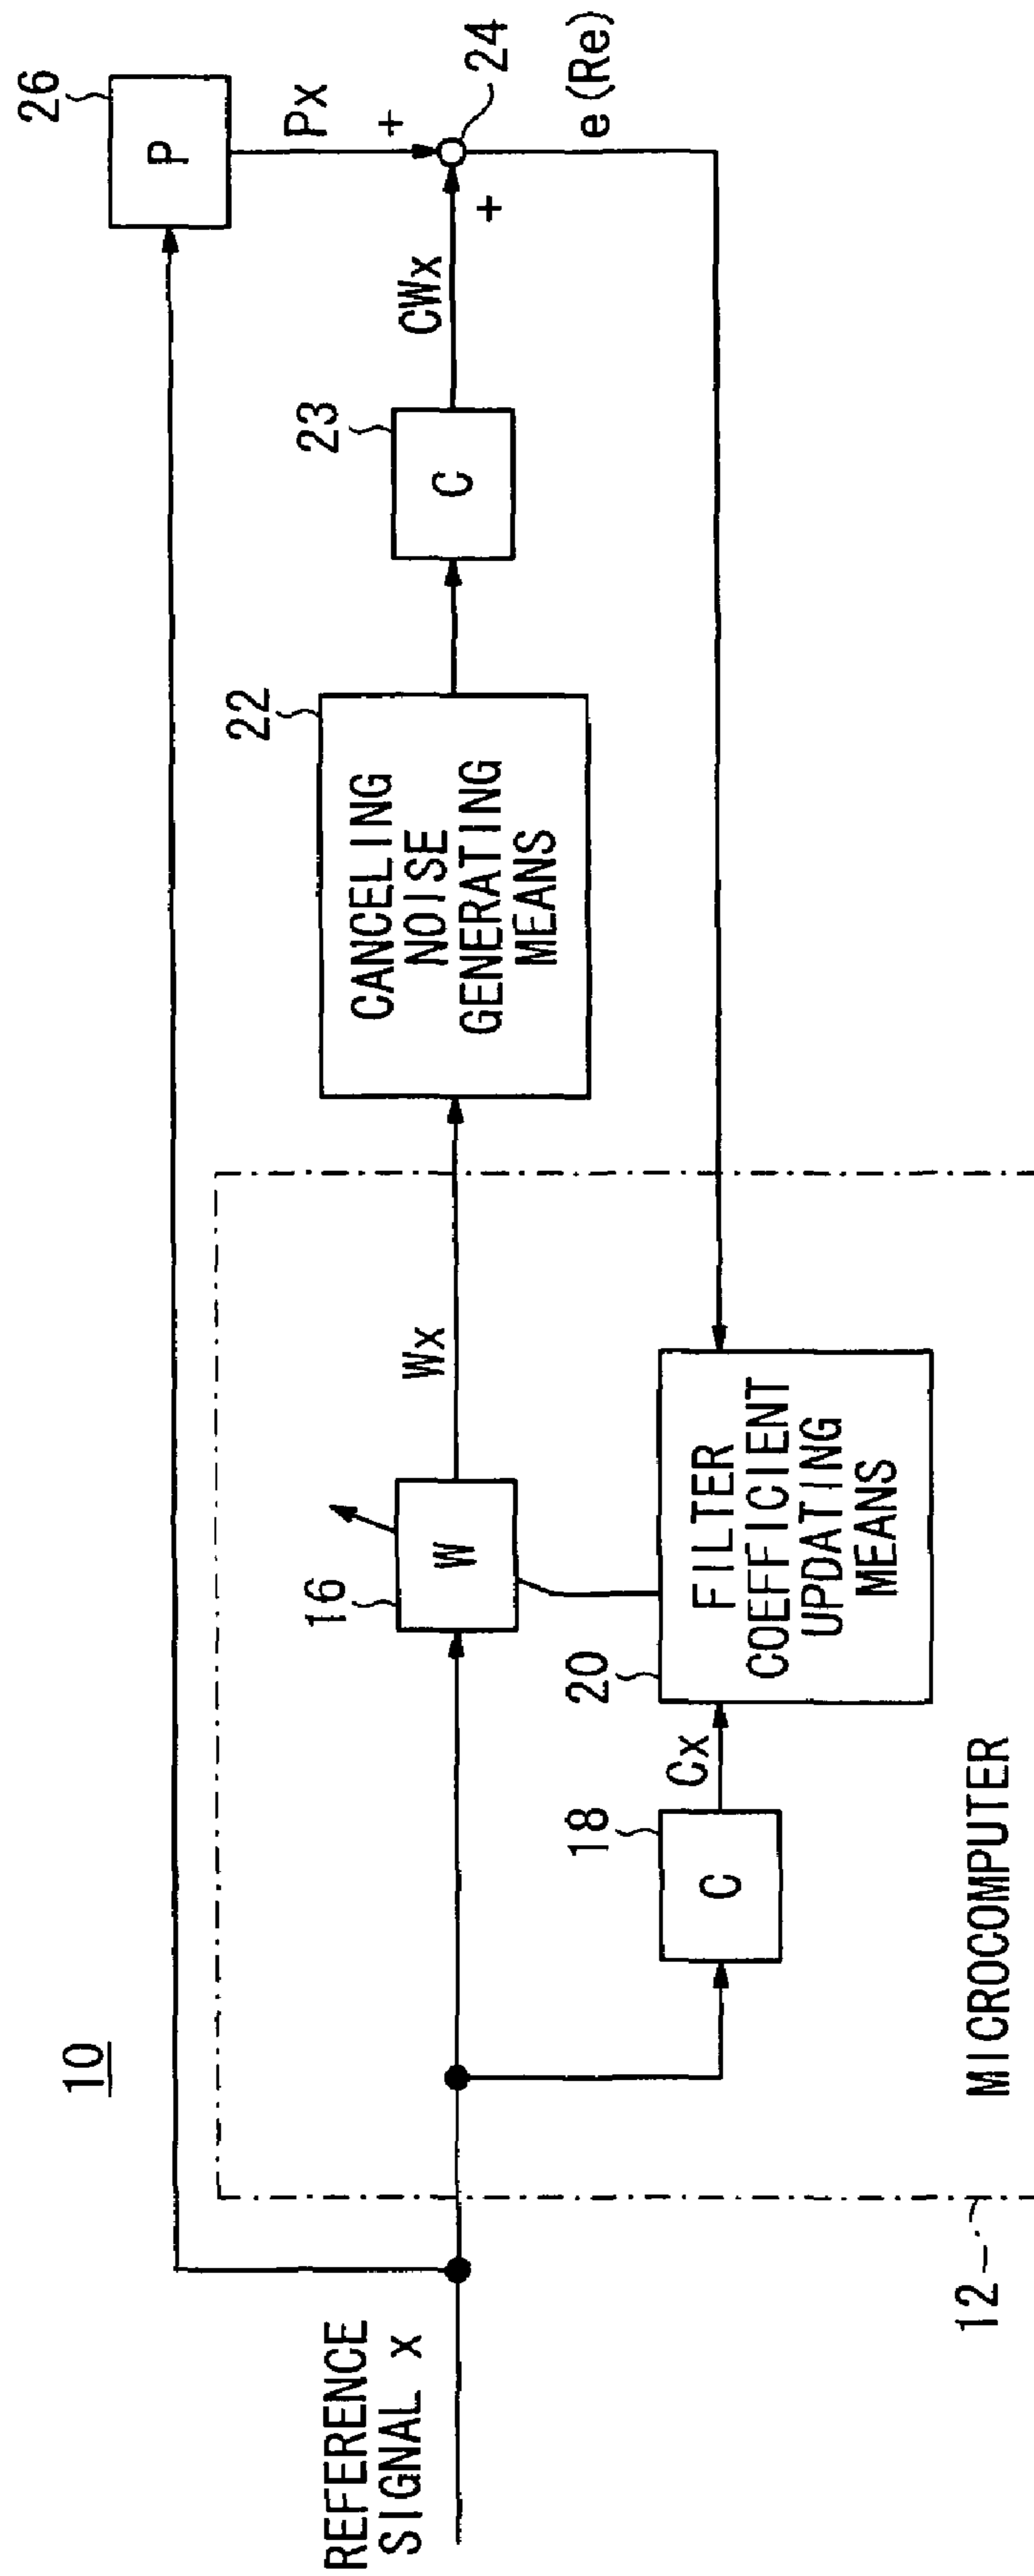 10
REFERENCE
SIGNAL x
12
MICROCOMPUTER
16
W
Wx
18
C
Cx
20
FILTER
COEFFICIENT
UPDATING
MEANS
22
CANCELING
NOISE
GENERATING
MEANS
23
C
CWx
+
26
P
Px
+
24
e(Re)